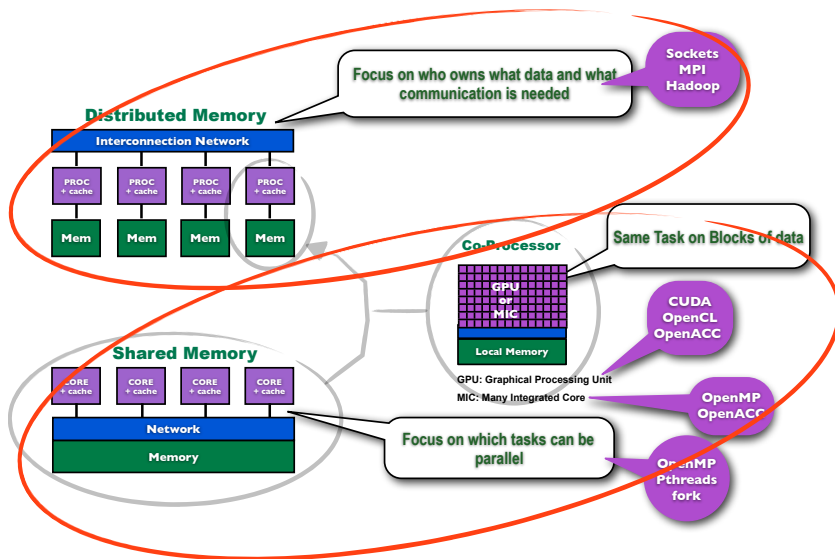 Sockets
MPI
Hadoop
Focus on who owns what data and what
communication is needed
Distributed Memory
Interconnection Network
PROC
+ cache
PROC
+ cache
PROC
+ cache
PROC
+ cache
Mem
Mem
Mem
Mem
Same Task on Blocks of data
Co-Processor
GPU
or
MIC
Local Memory
CUDA
OpenCL
OpenACC
GPU: Graphical Processing Unit
MIC: Many Integrated Core
OpenMP
OpenACC
Shared Memory
CORE
+ cache
CORE
+ cache
CORE
+ cache
CORE
+ cache
Network
Memory
Focus on which tasks can be
parallel
OpenMP
Pthreads
fork